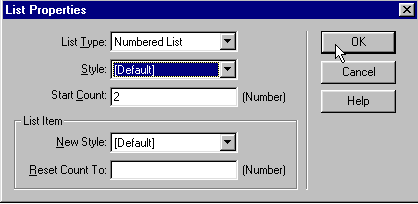 List Properties
List Type: Numbered List
Style: [Default]
Start Count: 2 (Number)
List Item
New Style: [Default]
Reset Count To: (Number)
OK
Cancel
Help